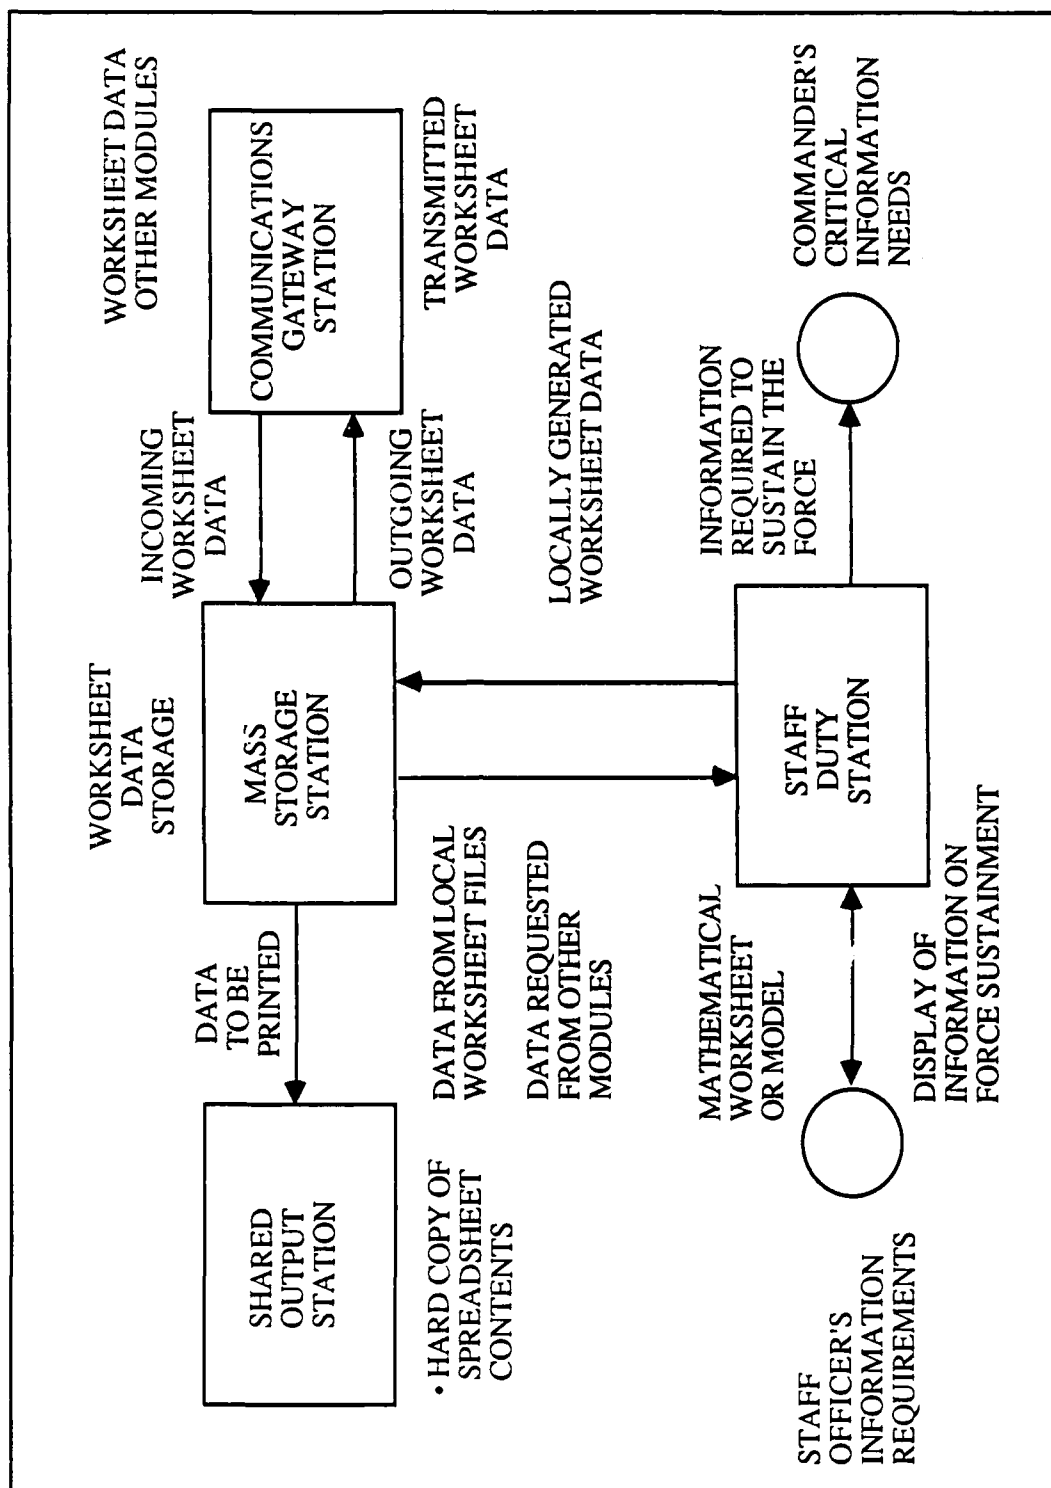 WORKSHEET
DATA
STORAGE
WORKSHEET DATA
OTHER MODULES
SHARED
OUTPUT
STATION
DATA
TO BE
PRINTED
MASS
STORAGE
STATION
INCOMING
WORKSHEET
DATA
COMMUNICATIONS
GATEWAY
STATION
• HARD COPY OF
SPREADSHEET
CONTENTS
DATA FROM LOCAL
WORKSHEET FILES
OUTGOING
WORKSHEET
DATA
TRANSMITTED
WORKSHEET
DATA
DATA REQUESTED
FROM OTHER
MODULES
LOCALLY GENERATED
WORKSHEET DATA
STAFF
OFFICER'S
INFORMATION
REQUIREMENTS
MATHEMATICAL
WORKSHEET
OR MODEL
STAFF
DUTY
STATION
INFORMATION
REQUIRED TO
SUSTAIN THE
FORCE
COMMANDER'S
CRITICAL
INFORMATION
NEEDS
DISPLAY OF
INFORMATION ON
FORCE SUSTAINMENT